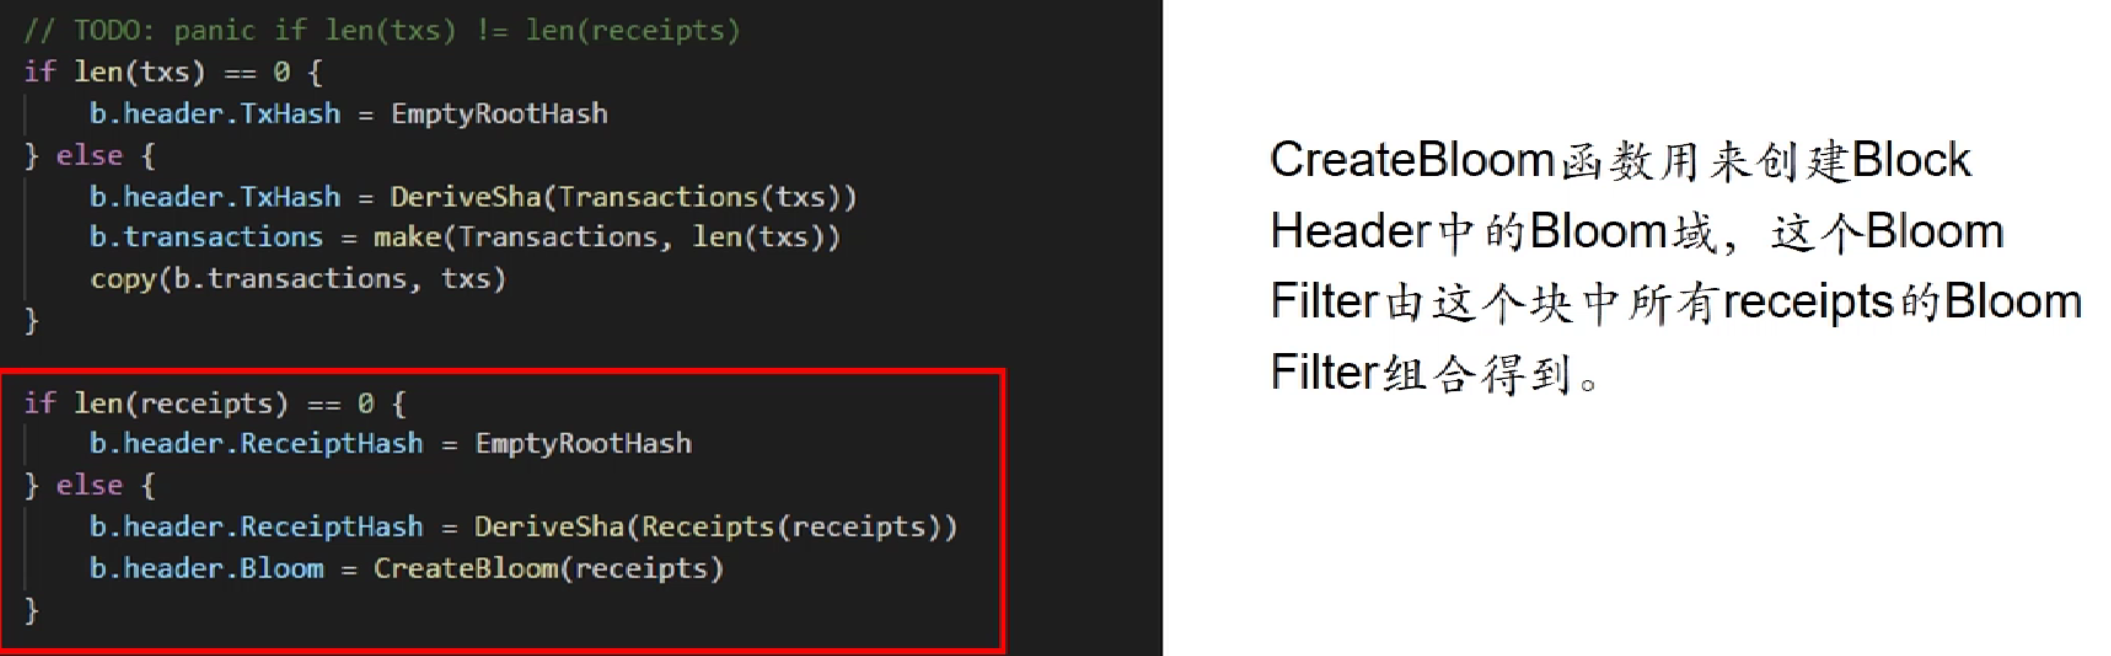 // TODO: panic if len(txs) != len(receipts)
if len(txs) == 0 {
    b.header.TxHash = EmptyRootHash
} else {
    b.header.TxHash = DeriveSha(Transactions(txs))
    b.transactions = make(Transactions, len(txs))
    copy(b.transactions, txs)
}
if len(receipts) == 0 {
    b.header.ReceiptHash = EmptyRootHash
} else {
    b.header.ReceiptHash = DeriveSha(Receipts(receipts))
    b.header.Bloom = CreateBloom(receipts)
}
CreateBloom函数用来创建Block
Header中的Bloom域，这个Bloom
Filter由这个块中所有receipts的Bloom
Filter组合得到。